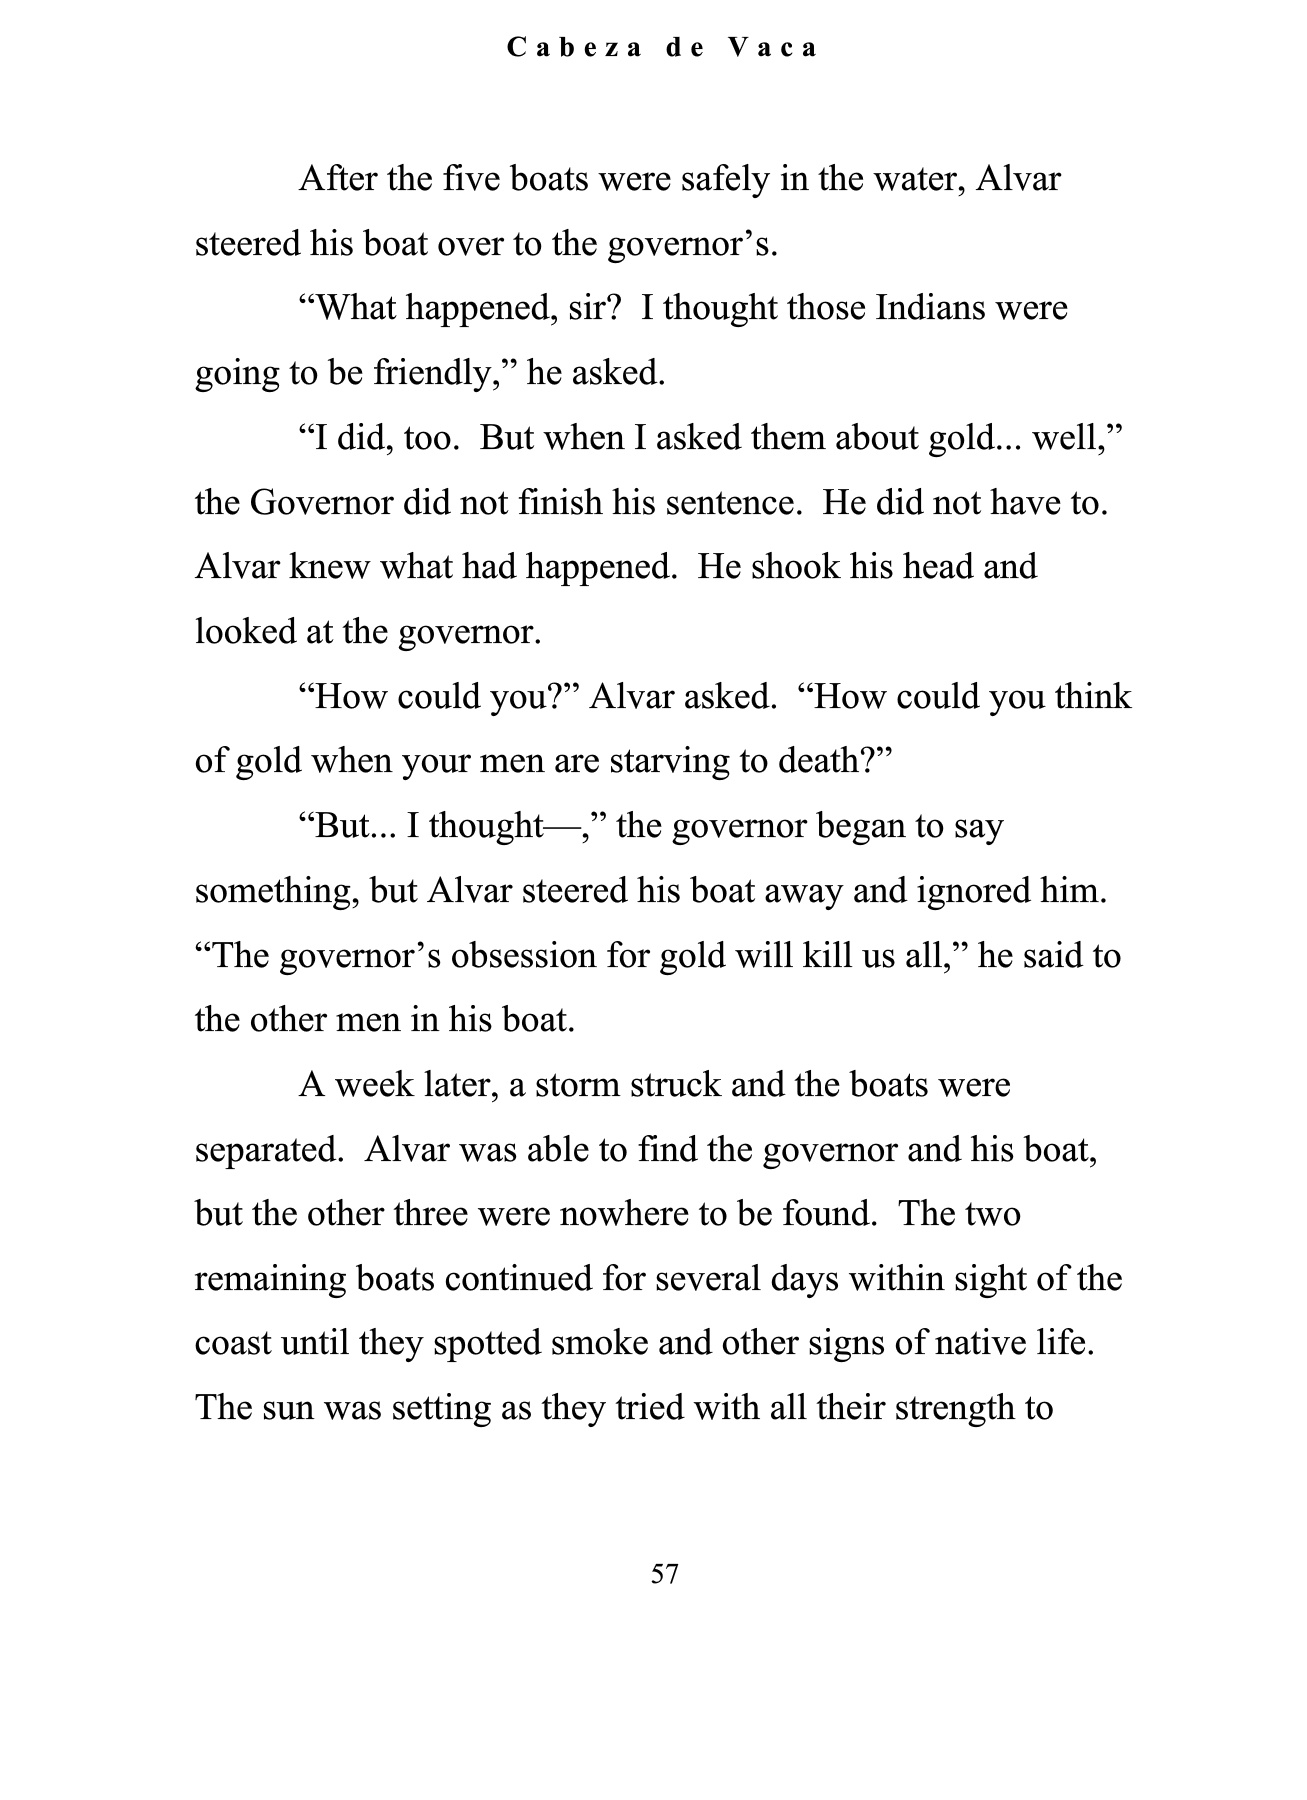 Cabeza de Vaca
After the five boats were safely in the water, Alvar
steered his boat over to the governor’s.
“What happened, sir?  I thought those Indians were
going to be friendly,” he asked.
“I did, too.  But when I asked them about gold... well,”
the Governor did not finish his sentence.  He did not have to.
Alvar knew what had happened.  He shook his head and
looked at the governor.
“How could you?” Alvar asked.  “How could you think
of gold when your men are starving to death?”
“But... I thought—,” the governor began to say
something, but Alvar steered his boat away and ignored him.
“The governor’s obsession for gold will kill us all,” he said to
the other men in his boat.
A week later, a storm struck and the boats were
separated.  Alvar was able to find the governor and his boat,
but the other three were nowhere to be found.  The two
remaining boats continued for several days within sight of the
coast until they spotted smoke and other signs of native life.
The sun was setting as they tried with all their strength to
57